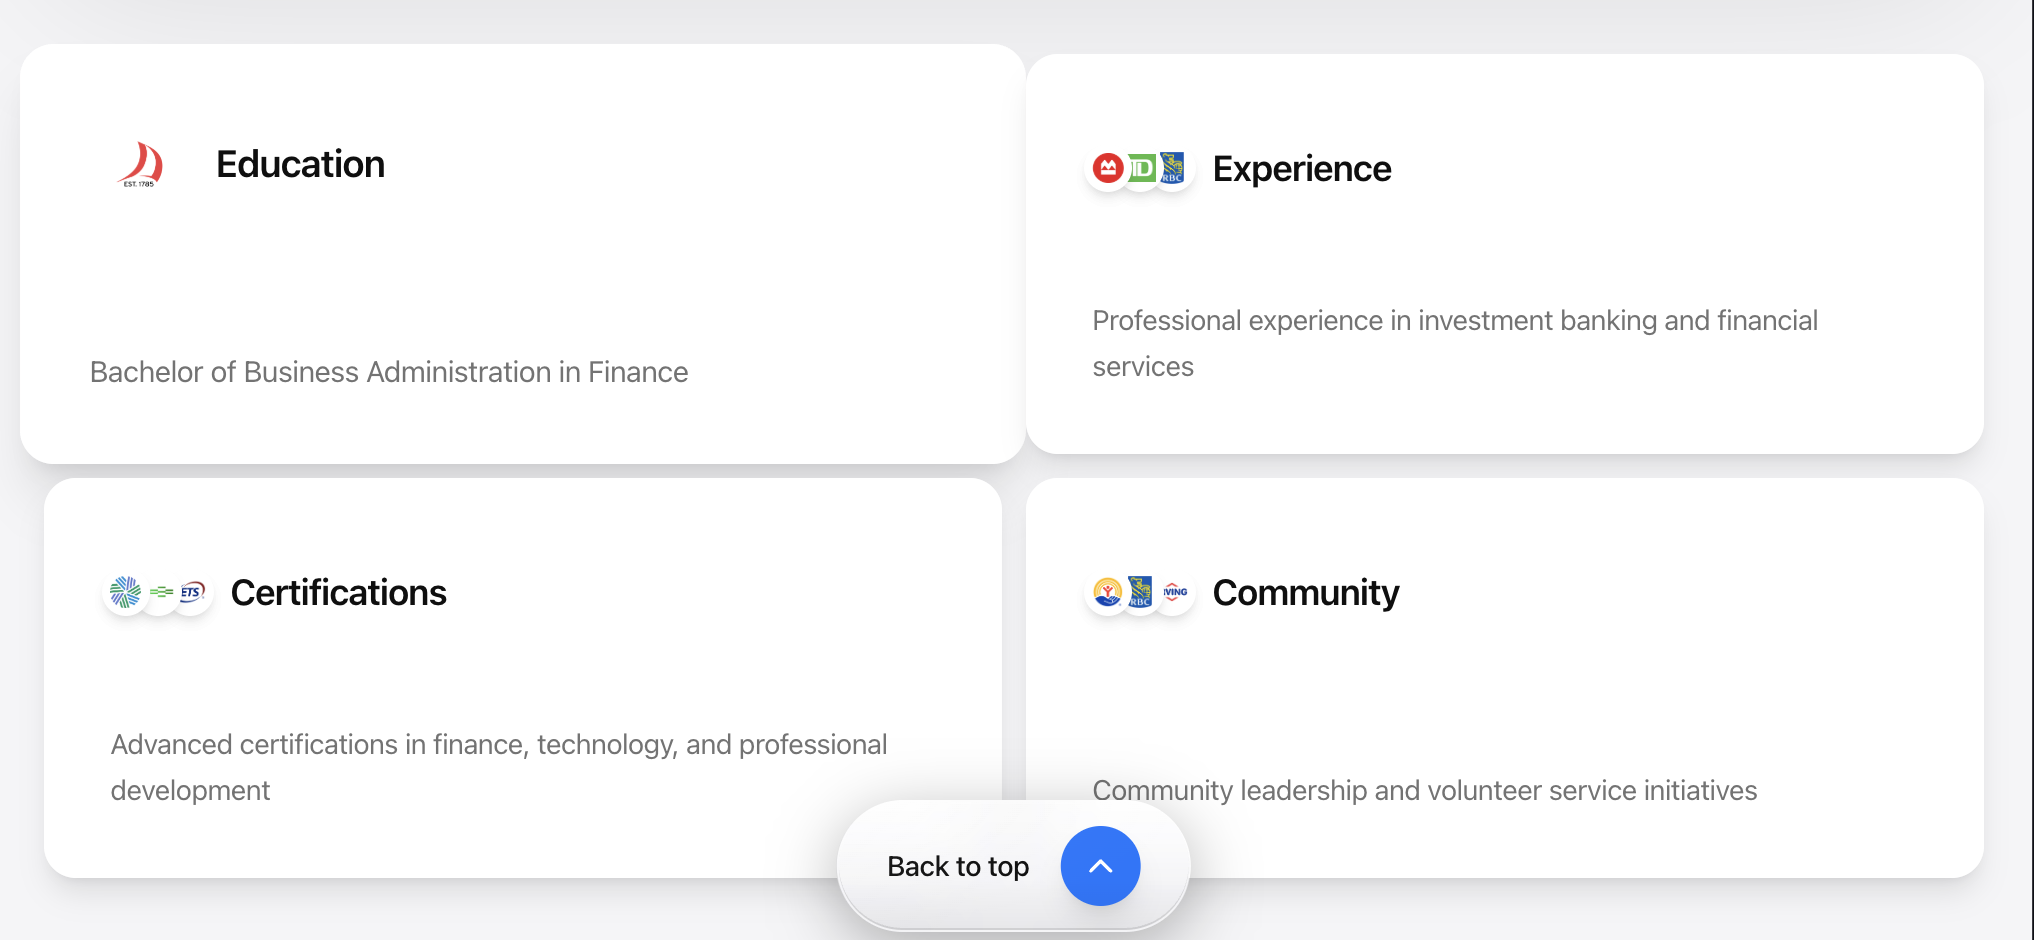 EST. 1785
Education
TD
RBC
Experience
Bachelor of Business Administration in Finance
Professional experience in investment banking and financial
services
ETS
Certifications
RBC
VING
Community
Advanced certifications in finance, technology, and professional
development
Community leadership and volunteer service initiatives
Back to top